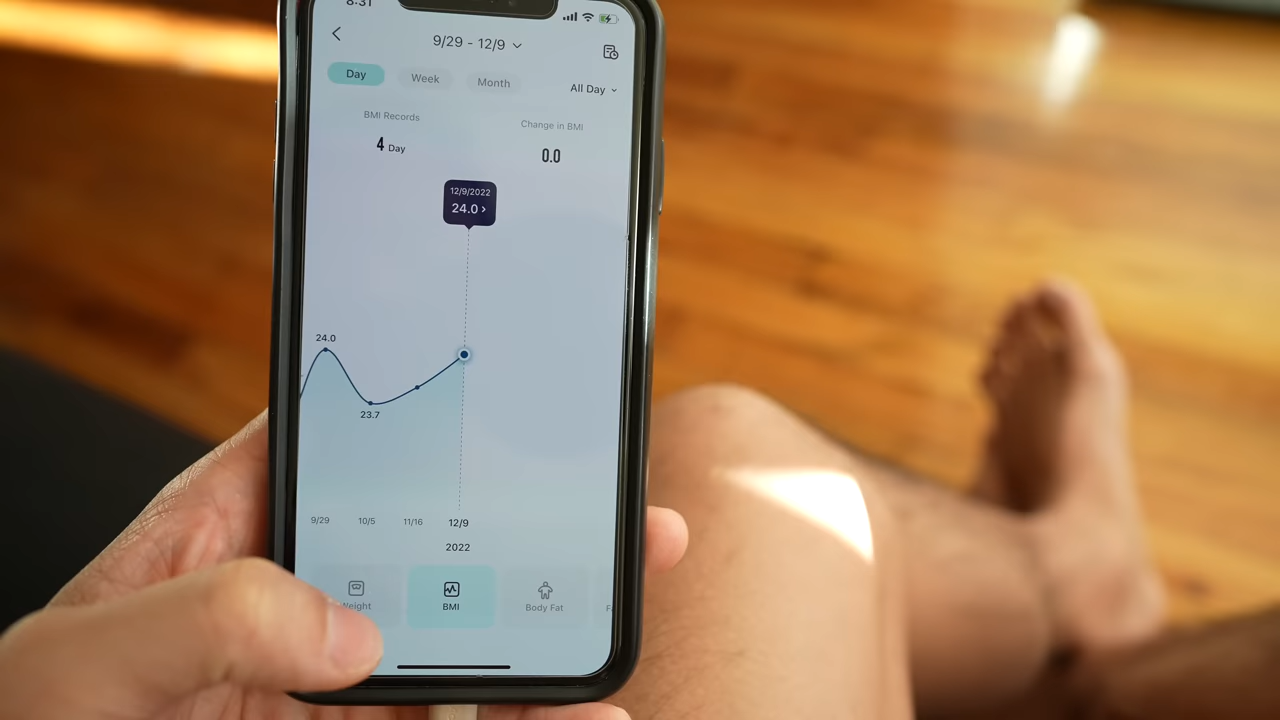 8:31
9/29 - 12/9
Day Week Month All Day
BMI Records Change in BMI
4 Day 0.0
12/9/2022
24.0 >
24.0
23.7
9/29 10/5 11/16 12/9
2022
Weight BMI Body Fat